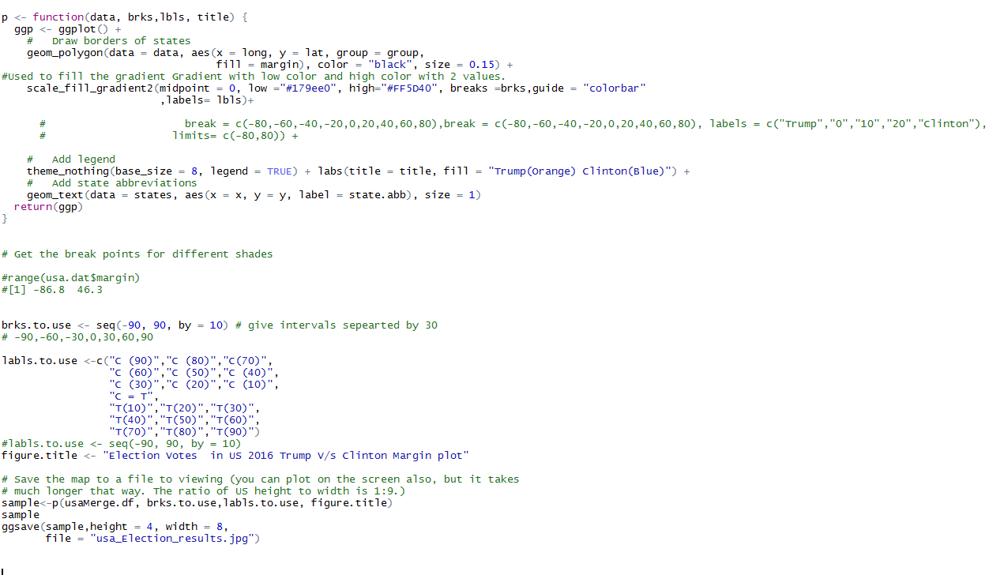 p <- function(data, brks,lbls, title) {
  ggp <- ggplot() +
    #   Draw borders of states
    geom_polygon(data = data, aes(x = long, y = lat, group = group,
                                  fill = margin), color = "black", size = 0.15) +
#Used to fill the gradient Gradient with low color and high color with 2 values.
    scale_fill_gradient2(midpoint = 0, low ="#179ee0", high="#FF5D40", breaks =brks,guide = "colorbar"
                         ,labels= lbls)+
      #                      break = c(-80,-60,-40,-20,0,20,40,60,80),break = c(-80,-60,-40,-20,0,20,40,60,80), labels = c("Trump","0","10","20","Clinton"),
      #                    limits= c(-80,80)) +
    #   Add legend
    theme_nothing(base_size = 8, legend = TRUE) + labs(title = title, fill = "Trump(Orange) Clinton(Blue)") +
    #   Add state abbreviations
    geom_text(data = states, aes(x = x, y = y, label = state.abb), size = 1)
  return(ggp)
}
# Get the break points for different shades
#range(usa.dat$margin)
#[1] -86.8  46.3
brks.to.use <- seq(-90, 90, by = 10) # give intervals sepearted by 30
# -90,-60,-30,0,30,60,90
labls.to.use <-c("C (90)","C (80)","C(70)",
                 "C (60)","C (50)","C (40)",
                 "C (30)","C (20)","C (10)",
                 "C = T",
                 "T(10)","T(20)","T(30)",
                 "T(40)","T(50)","T(60)",
                 "T(70)","T(80)","T(90)")
#labls.to.use <- seq(-90, 90, by = 10)
figure.title <- "Election Votes  in US 2016 Trump V/s Clinton Margin plot"
# Save the map to a file to viewing (you can plot on the screen also, but it takes
# much longer that way. The ratio of US height to width is 1:9.)
sample<-p(usaMerge.df, brks.to.use,labls.to.use, figure.title)
sample
ggsave(sample,height = 4, width = 8,
       file = "usa_Election_results.jpg")